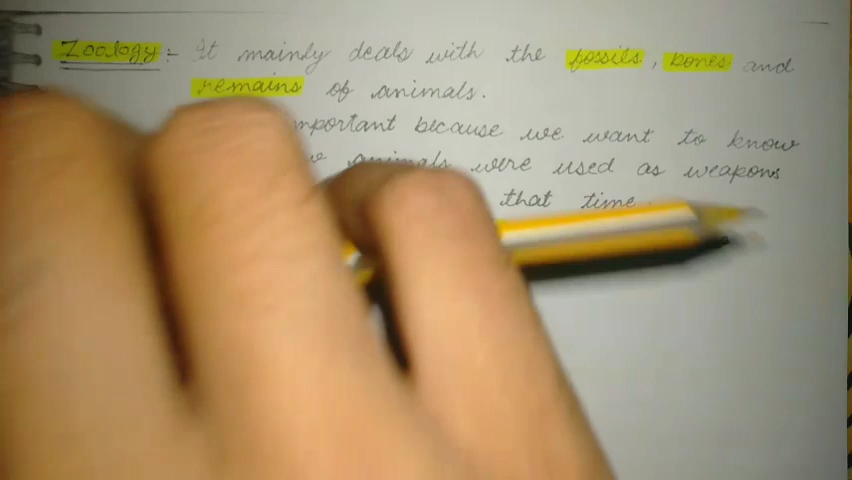 Zoology :- It mainly deals with the fossils, bones and
remains of animals.
important because we want to know
animals were used as weapons
that time.